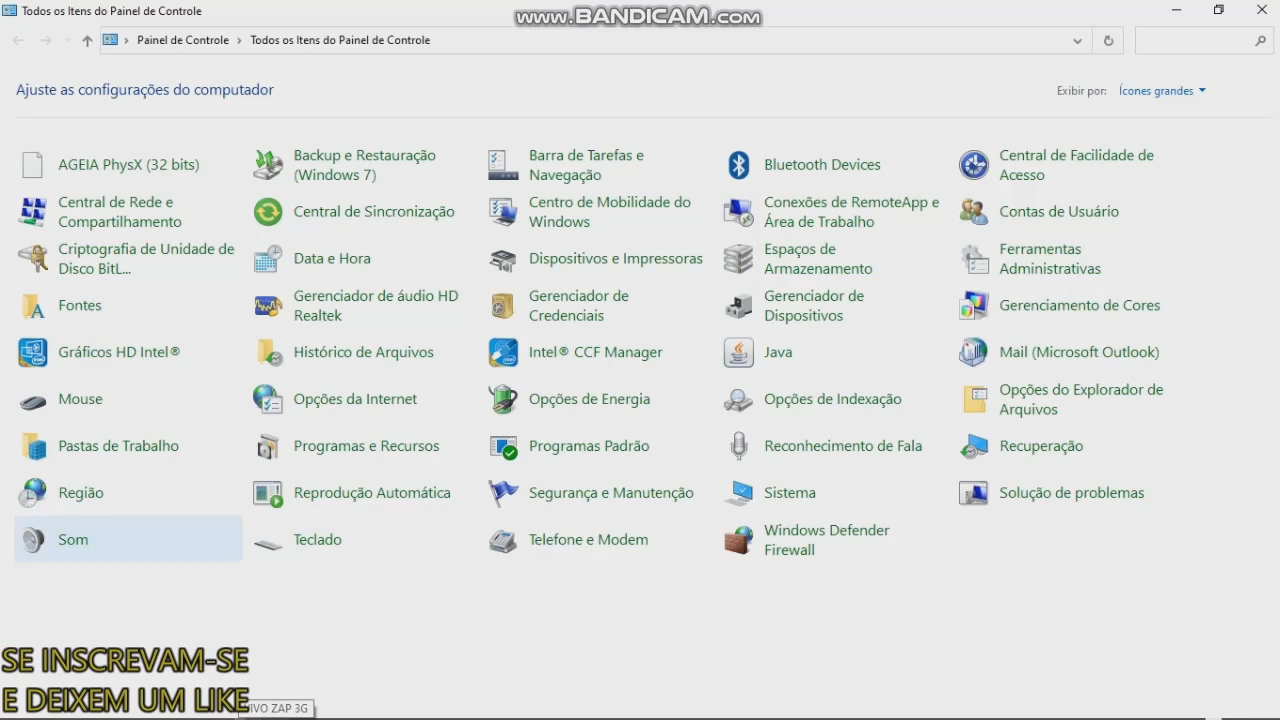 Todos os Itens do Painel de Controle
www.BANDICAM.com
Painel de Controle › Todos os Itens do Painel de Controle
Ajuste as configurações do computador
Exibir por: Ícones grandes
AGEIA PhysX (32 bits)
Backup e Restauração
(Windows 7)
Barra de Tarefas e
Navegação
Bluetooth Devices
Central de Facilidade de
Acesso
Central de Rede e
Compartilhamento
Central de Sincronização
Centro de Mobilidade do
Windows
Conexões de RemoteApp e
Área de Trabalho
Contas de Usuário
Criptografia de Unidade de
Disco BitL...
Data e Hora
Dispositivos e Impressoras
Espaços de
Armazenamento
Ferramentas
Administrativas
Fontes
Gerenciador de áudio HD
Realtek
Gerenciador de
Credenciais
Gerenciador de
Dispositivos
Gerenciamento de Cores
Gráficos HD Intel®
Histórico de Arquivos
Intel® CCF Manager
Java
Mail (Microsoft Outlook)
Mouse
Opções da Internet
Opções de Energia
Opções de Indexação
Opções do Explorador de
Arquivos
Pastas de Trabalho
Programas e Recursos
Programas Padrão
Reconhecimento de Fala
Recuperação
Região
Reprodução Automática
Segurança e Manutenção
Sistema
Solução de problemas
Som
Teclado
Telefone e Modem
Windows Defender
Firewall
SE INSCREVAM-SE
E DEIXEM UM LIKE
ZAP 3G